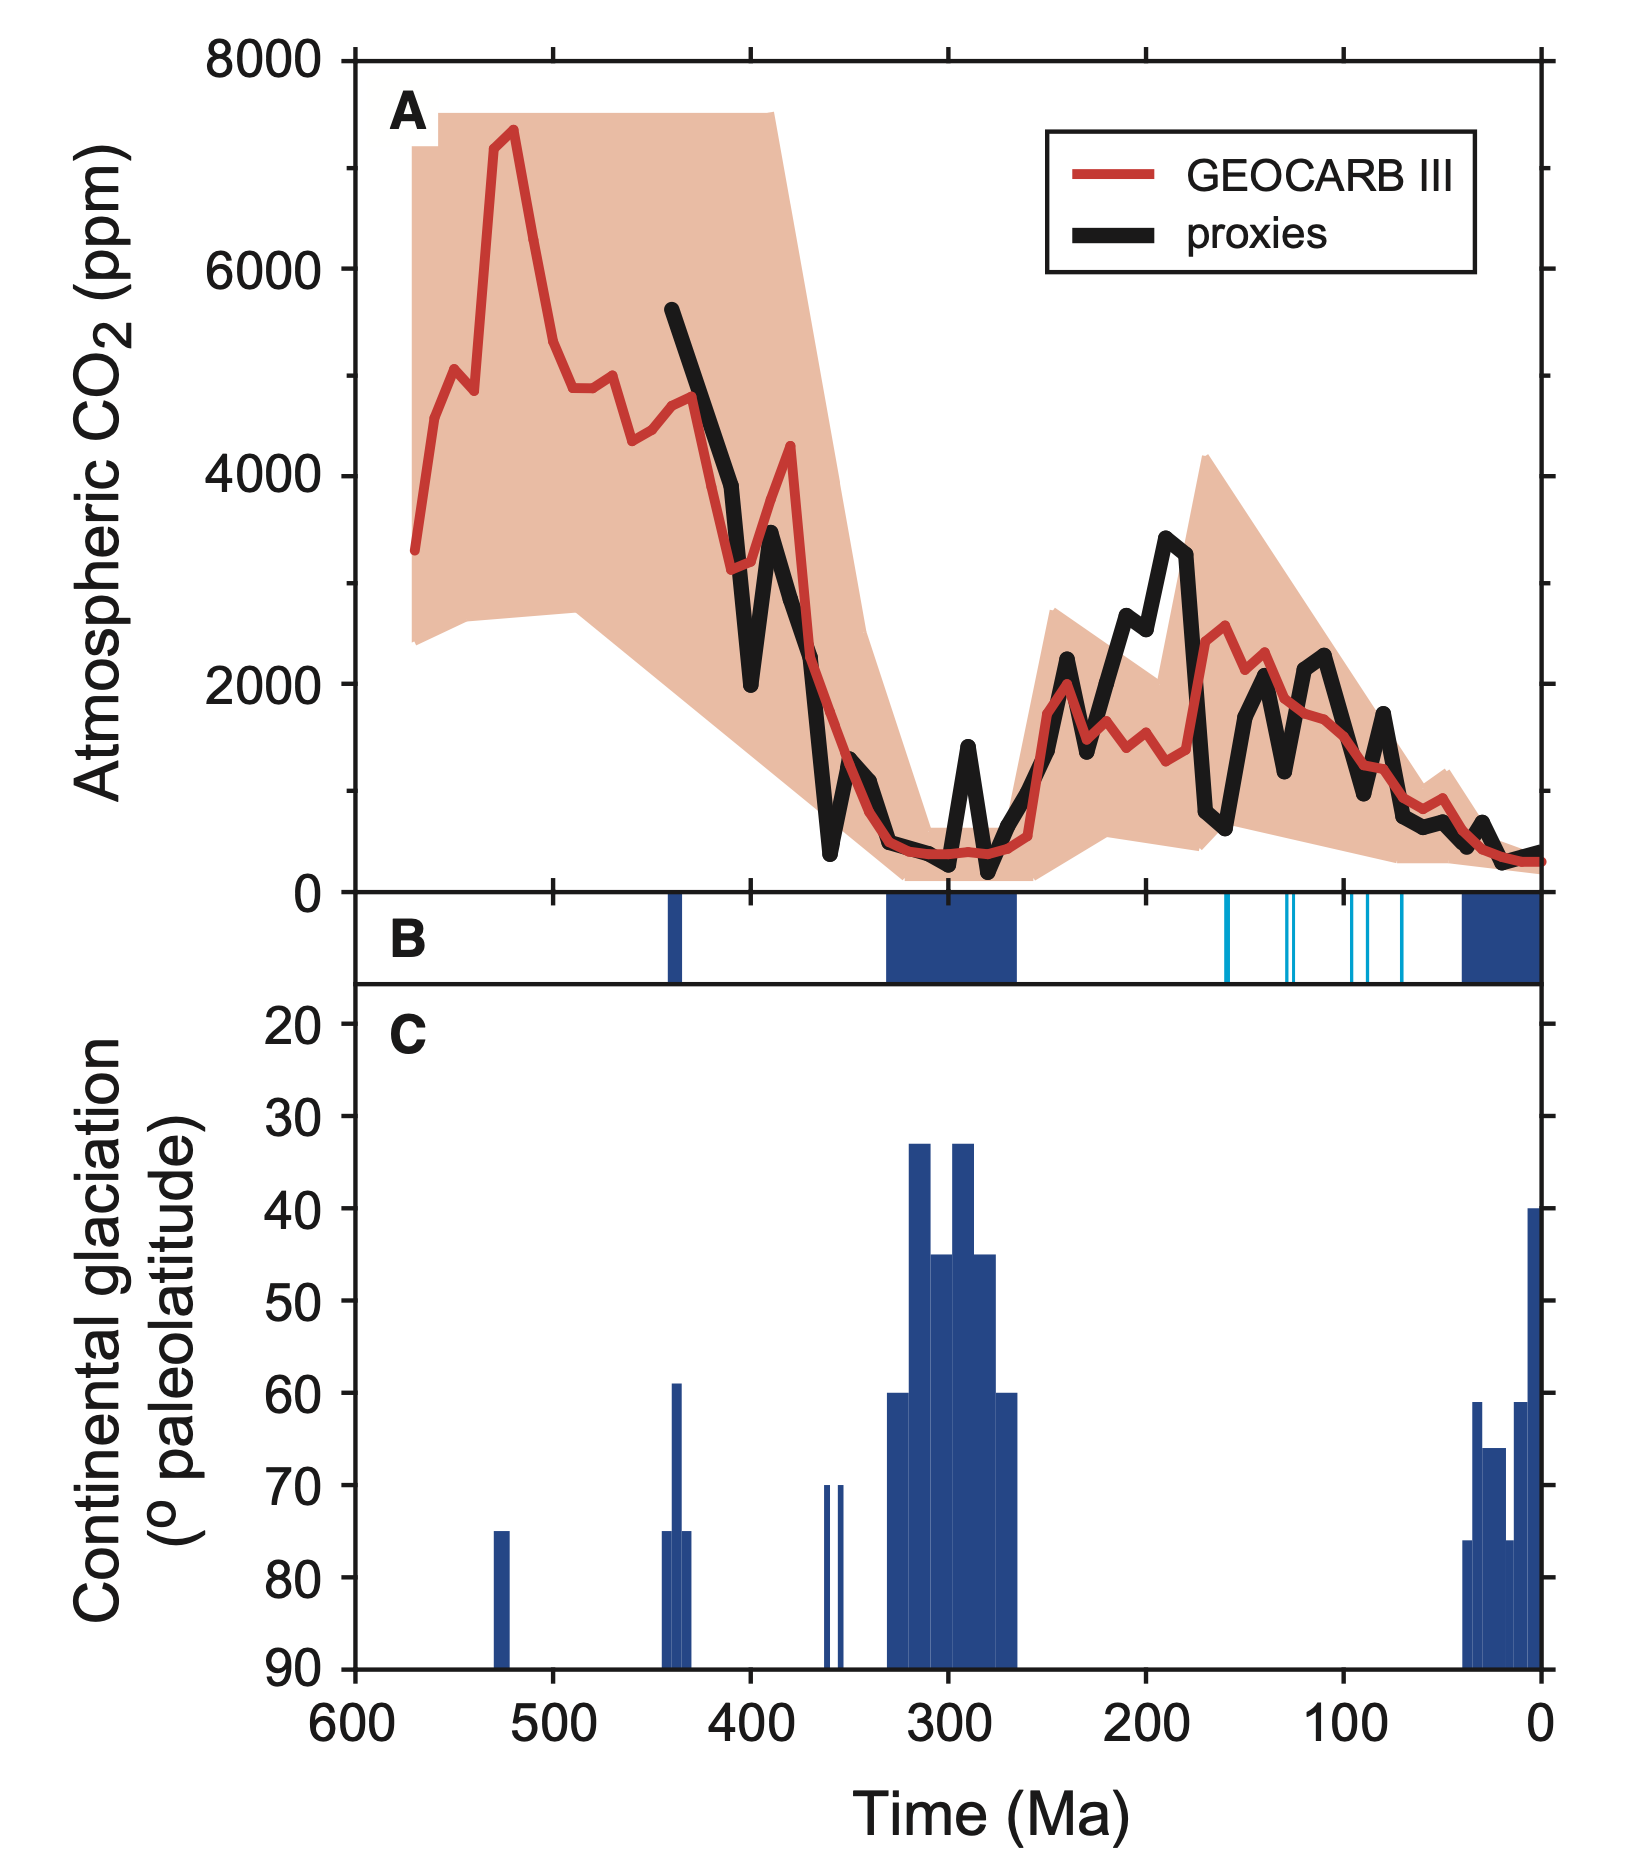 8000
6000
4000
2000
0
Atmospheric CO2 (ppm)
A
GEOCARB III
proxies
B
C
20
30
40
50
60
70
80
90
Continental glaciation
(º paleolatitude)
600 500 400 300 200 100 0
Time (Ma)